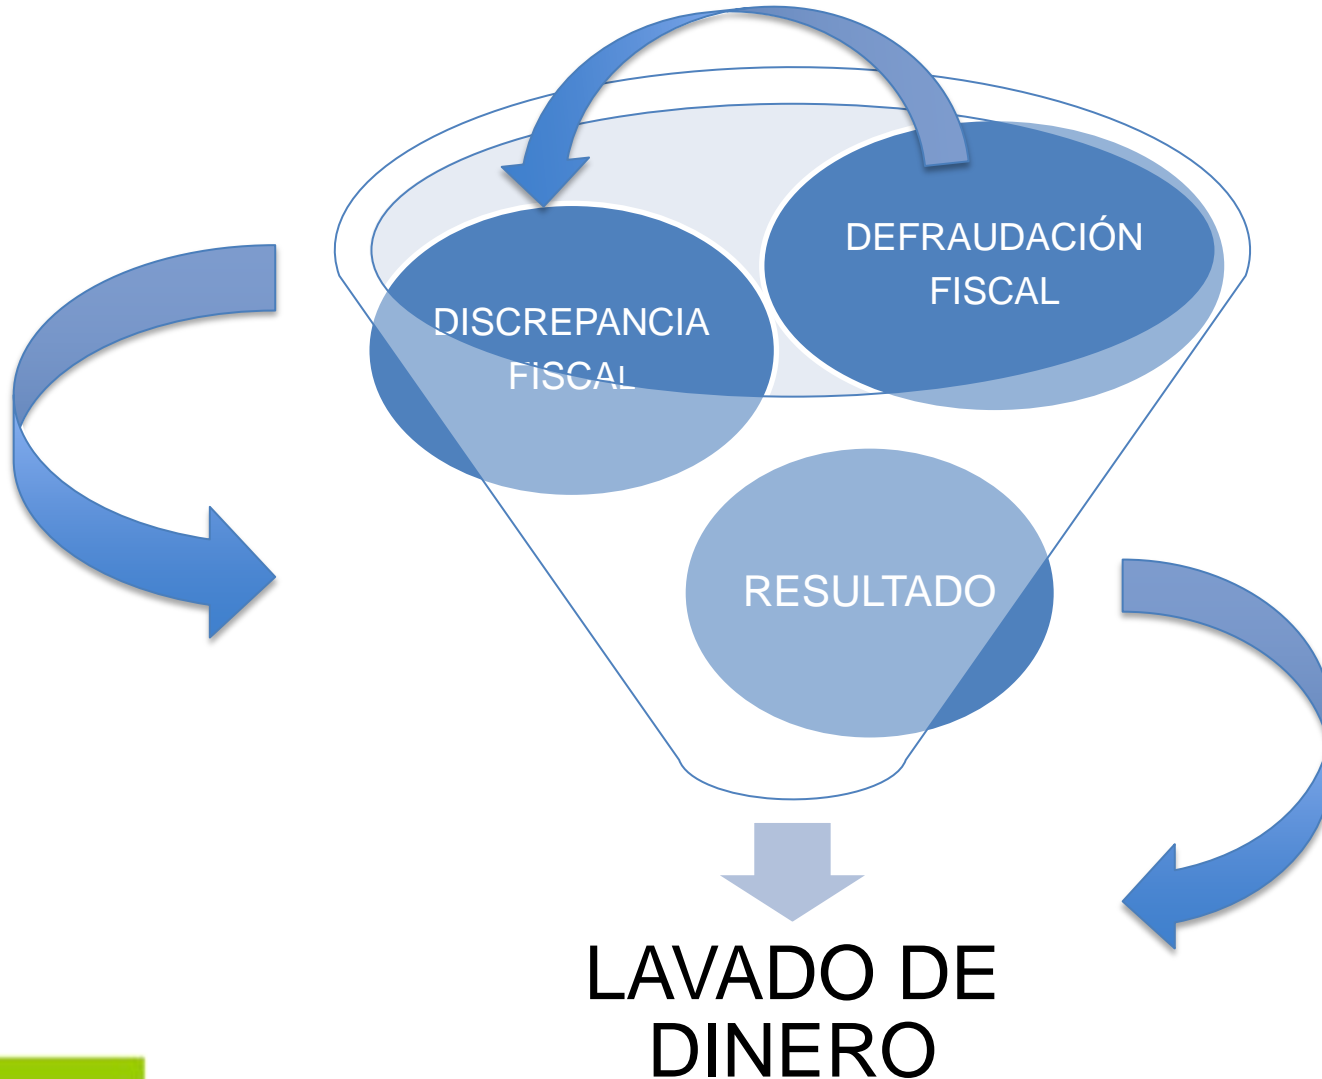 DEFRAUDACIÓN
FISCAL
DISCREPANCIA
FISCAL
RESULTADO
LAVADO DE
DINERO